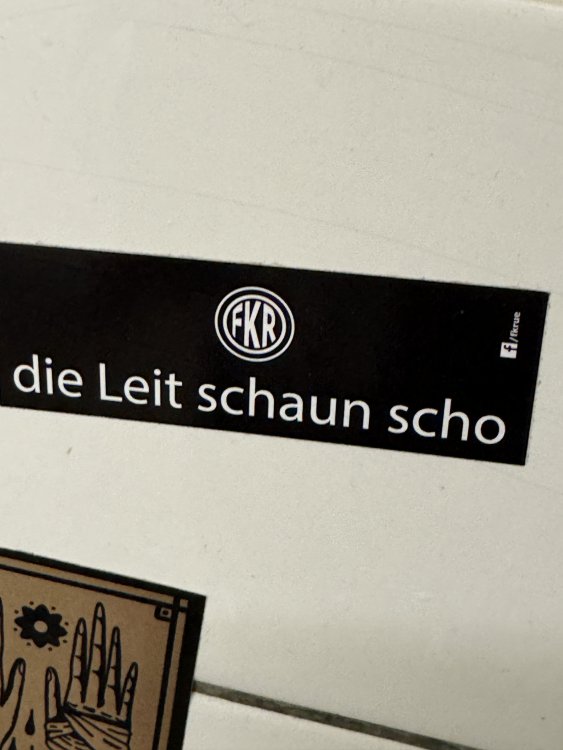 FKR
die Leit schaun scho
f/fkrue